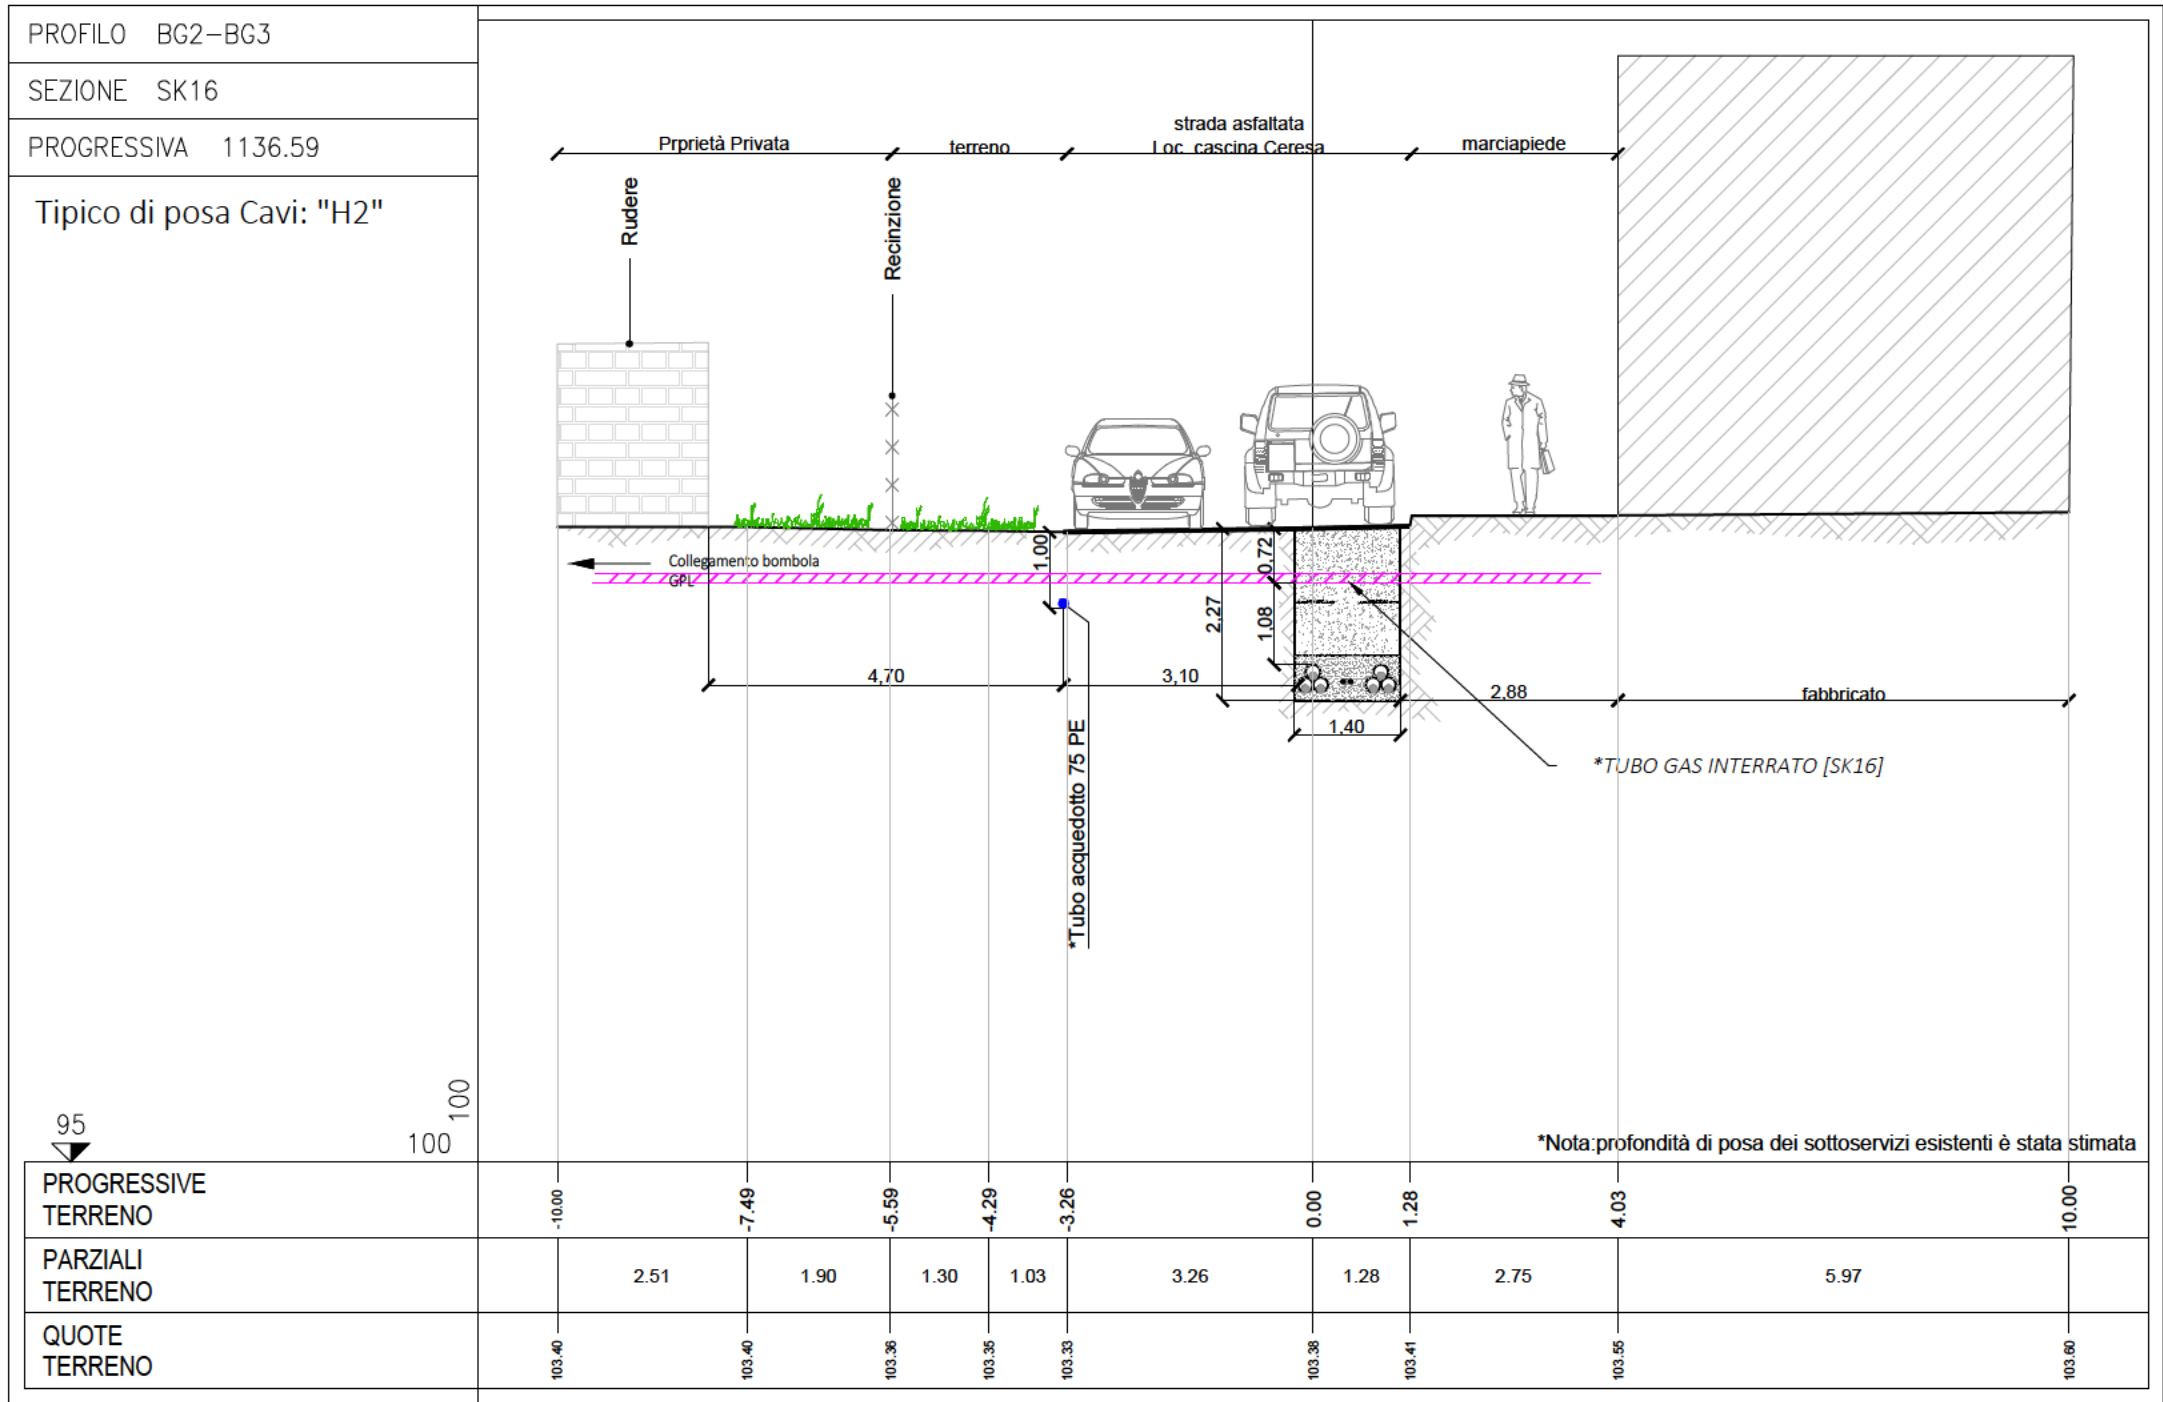 PROFILO BG2-BG3
SEZIONE SK16
PROGRESSIVA 1136.59
Tipico di posa Cavi: "H2"
Prprietà Privata
terreno
strada asfaltata
Loc. cascina Ceresa
marciapiede
Rudere
Recinzione
Collegamento bombola
GPL
1,00
0.72
2,27
1,08
4,70
3,10
2,88
fabbricato
1,40
*Tubo acquedotto 75 PE
*TUBO GAS INTERRATO [SK16]
95
100
100
*Nota:profondità di posa dei sottoservizi esistenti è stata stimata
PROGRESSIVE
TERRENO
-10.00 -7.49 -5.59 -4.29 -3.26 0.00 1.28 4.03 10.00
PARZIALI
TERRENO
2.51 1.90 1.30 1.03 3.26 1.28 2.75 5.97
QUOTE
TERRENO
103.40 103.40 103.36 103.35 103.33 103.38 103.41 103.55 103.60